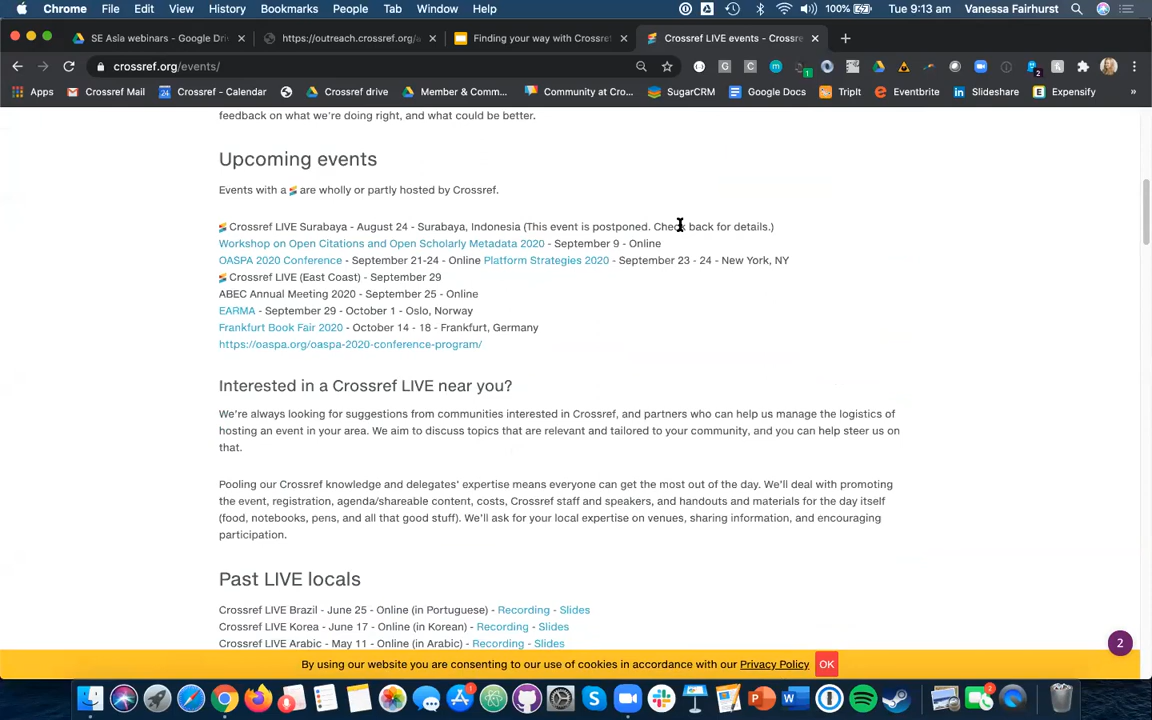 Chrome File Edit View History Bookmarks People Tab Window Help 100% Tue 9:13 am Vanessa Fairhurst
SE Asia webinars - Google Dri × https://outreach.crossref.org/ × Finding your way with Crossref × Crossref LIVE events - Crossre × +
crossref.org/events/
Apps Crossref Mail Crossref - Calendar Crossref drive Member & Comm... Community at Cro... SugarCRM Google Docs TripIt Eventbrite Slideshare Expensify »
feedback on what we're doing right, and what could be better.
Upcoming events
Events with a are wholly or partly hosted by Crossref.
Crossref LIVE Surabaya - August 24 - Surabaya, Indonesia (This event is postponed. Check back for details.)
Workshop on Open Citations and Open Scholarly Metadata 2020 - September 9 - Online
OASPA 2020 Conference - September 21-24 - Online Platform Strategies 2020 - September 23 - 24 - New York, NY
Crossref LIVE (East Coast) - September 29
ABEC Annual Meeting 2020 - September 25 - Online
EARMA - September 29 - October 1 - Oslo, Norway
Frankfurt Book Fair 2020 - October 14 - 18 - Frankfurt, Germany
https://oaspa.org/oaspa-2020-conference-program/
Interested in a Crossref LIVE near you?
We're always looking for suggestions from communities interested in Crossref, and partners who can help us manage the logistics of
hosting an event in your area. We aim to discuss topics that are relevant and tailored to your community, and you can help steer us on
that.
Pooling our Crossref knowledge and delegates' expertise means everyone can get the most out of the day. We'll deal with promoting
the event, registration, agenda/shareable content, costs, Crossref staff and speakers, and handouts and materials for the day itself
(food, notebooks, pens, and all that good stuff). We'll ask for your local expertise on venues, sharing information, and encouraging
participation.
Past LIVE locals
Crossref LIVE Brazil - June 25 - Online (in Portuguese) - Recording - Slides
Crossref LIVE Korea - June 17 - Online (in Korean) - Recording - Slides
Crossref LIVE Arabic - May 11 - Online (in Arabic) - Recording - Slides
2
By using our website you are consenting to our use of cookies in accordance with our Privacy Policy OK